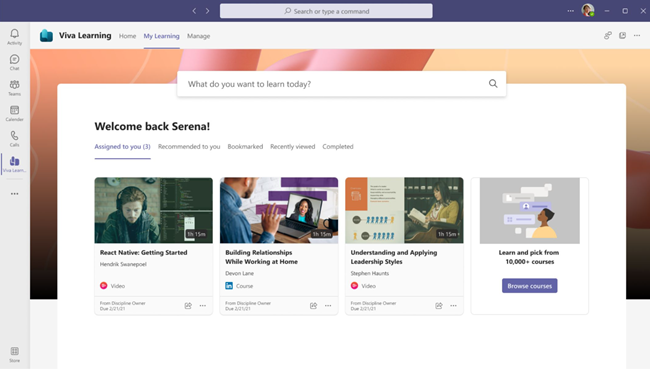 Search or type a command
Viva Learning
Home
My Learning
Manage
Activity
Chat
Teams
Calender
Calls
Viva Learn...
Store
What do you want to learn today?
Welcome back Serena!
Assigned to you (3)
Recommended to you
Bookmarked
Recently viewed
Completed
1h 15m
React Native: Getting Started
Hendrik Swanepoel
Video
From Discipline Owner
Due 2/21/21
1h 15m
Building Relationships
While Working at Home
Devon Lane
Course
From Discipline Owner
Due 2/21/21
1h 15m
Understanding and Applying
Leadership Styles
Stephen Haunts
Video
From Discipline Owner
Due 2/21/21
Learn and pick from
10,000+ courses
Browse courses